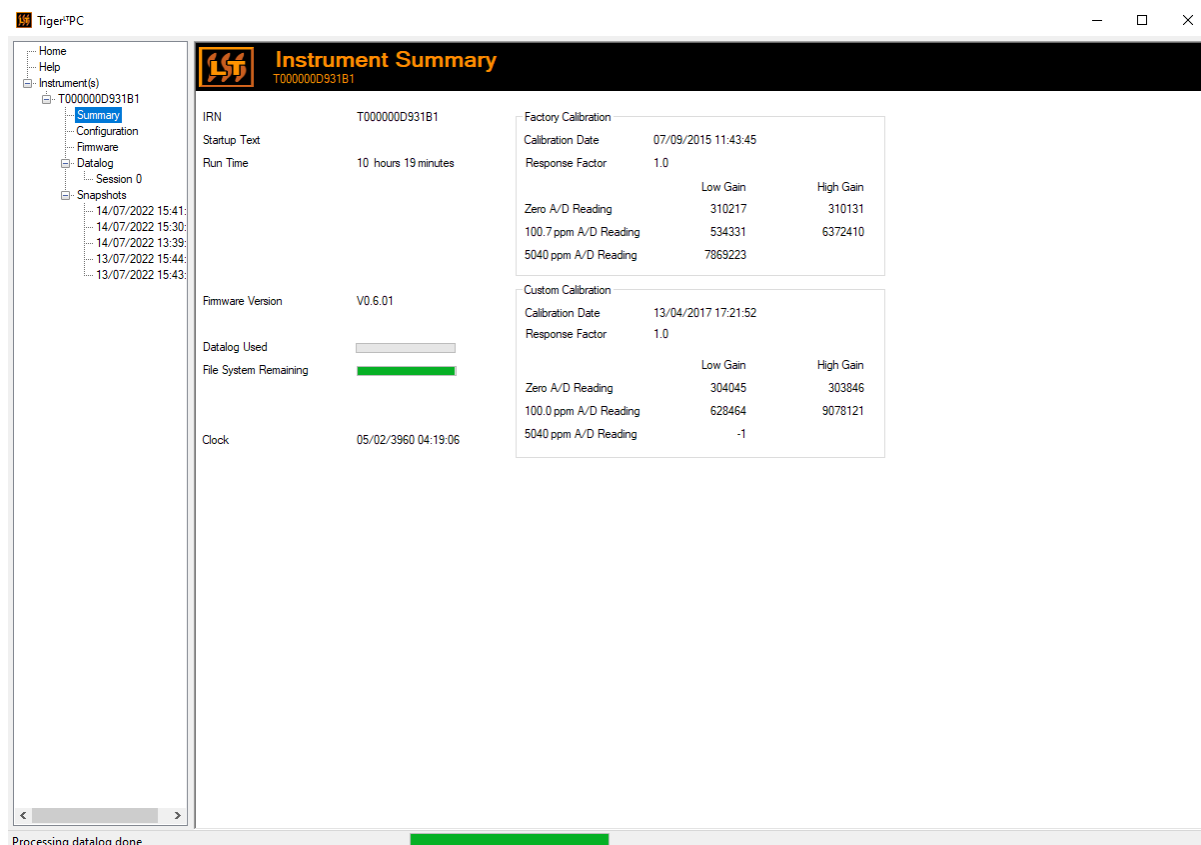 TigerLTPC
Home
Help
Instrument(s)
T000000D931B1
Summary
Configuration
Firmware
Datalog
Session 0
Snapshots
14/07/2022 15:41:
14/07/2022 15:30:
14/07/2022 13:39:
13/07/2022 15:44:
13/07/2022 15:43:
Instrument Summary
T000000D931B1
IRN T000000D931B1
Startup Text
Run Time 10 hours 19 minutes
Firmware Version V0.6.01
Datalog Used
File System Remaining
Clock 05/02/3960 04:19:06
Factory Calibration
Calibration Date 07/09/2015 11:43:45
Response Factor 1.0
Low Gain High Gain
Zero A/D Reading 310217 310131
100.7 ppm A/D Reading 534331 6372410
5040 ppm A/D Reading 7869223
Custom Calibration
Calibration Date 13/04/2017 17:21:52
Response Factor 1.0
Low Gain High Gain
Zero A/D Reading 304045 303846
100.0 ppm A/D Reading 628464 9078121
5040 ppm A/D Reading -1
Processing datalog done